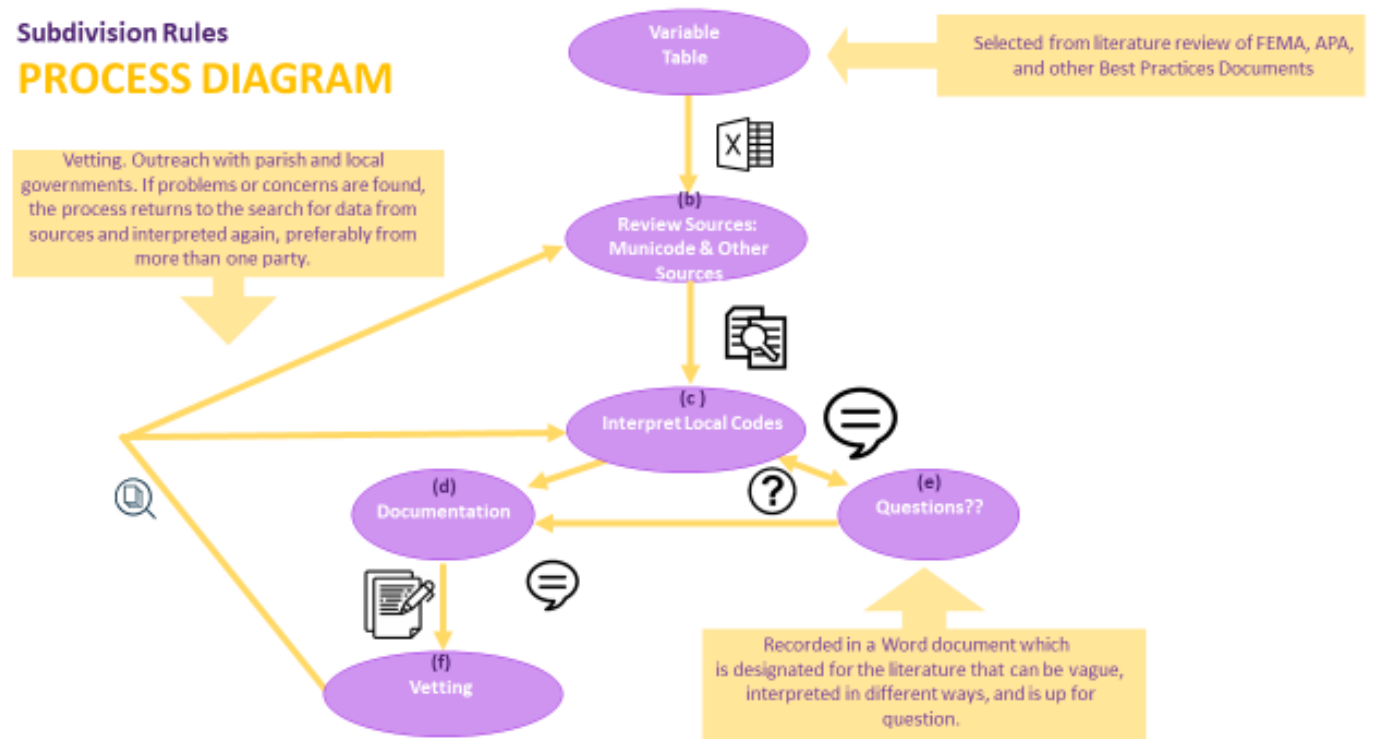 Subdivision Rules
PROCESS DIAGRAM
Variable
Table
Selected from literature review of FEMA, APA,
and other Best Practices Documents
X
Vetting. Outreach with parish and local
governments. If problems or concerns are found,
the process returns to the search for data from
sources and interpreted again, preferably from
more than one party.
(b)
Review Sources:
Municode & Other
Sources
(c )
Interpret Local Codes
(d)
Documentation
?
(e)
Questions??
(f)
Vetting
Recorded in a Word document which
is designated for the literature that can be vague,
interpreted in different ways, and is up for
question.